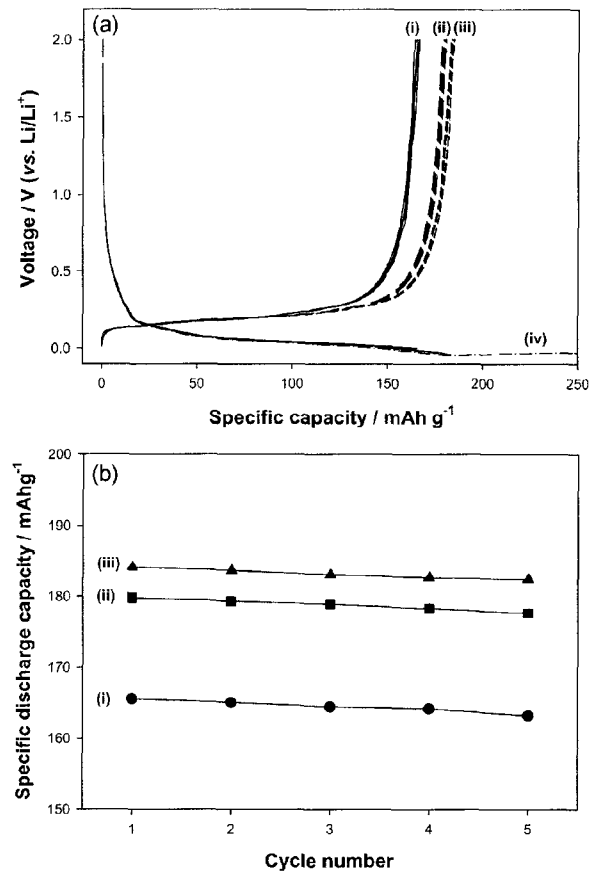 (a)
(i)
(ii)
(iii)
2.0
1.5
1.0
0.5
0.0
Voltage / V (vs. Li/Li⁺)
(iv)
0
50
100
150
200
250
Specific capacity / mAh g⁻¹
(b)
200
190
180
170
160
150
Specific discharge capacity / mAhg⁻¹
(iii)
(ii)
(i)
1
2
3
4
5
Cycle number